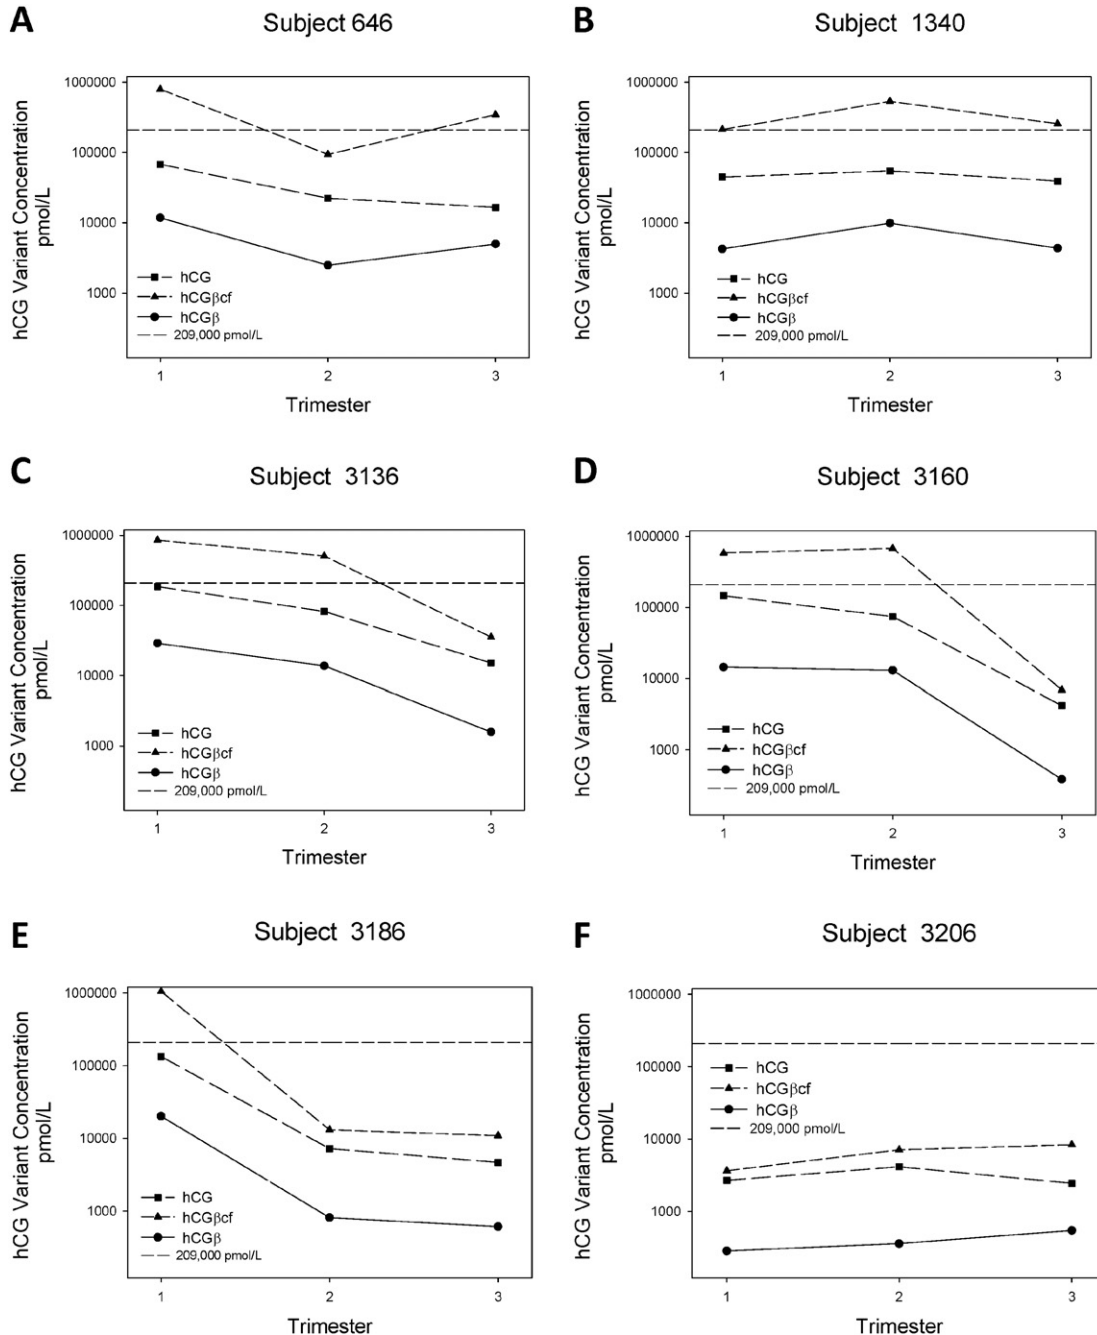 A
Subject 646
hCG Variant Concentration
pmol/L
1000000
100000
10000
1000
hCG
hCGβcf
hCGβ
209,000 pmol/L
1 2 3
Trimester
B
Subject 1340
hCG Variant Concentration
pmol/L
1000000
100000
10000
1000
hCG
hCGβcf
hCGβ
209,000 pmol/L
1 2 3
Trimester
C
Subject 3136
hCG Variant Concentration
pmol/L
1000000
100000
10000
1000
hCG
hCGβcf
hCGβ
209,000 pmol/L
1 2 3
Trimester
D
Subject 3160
hCG Variant Concentration
pmol/L
1000000
100000
10000
1000
hCG
hCGβcf
hCGβ
209,000 pmol/L
1 2 3
Trimester
E
Subject 3186
hCG Variant Concentration
pmol/L
1000000
100000
10000
1000
hCG
hCGβcf
hCGβ
209,000 pmol/L
1 2 3
Trimester
F
Subject 3206
hCG Variant Concentration
pmol/L
1000000
100000
10000
1000
hCG
hCGβcf
hCGβ
209,000 pmol/L
1 2 3
Trimester